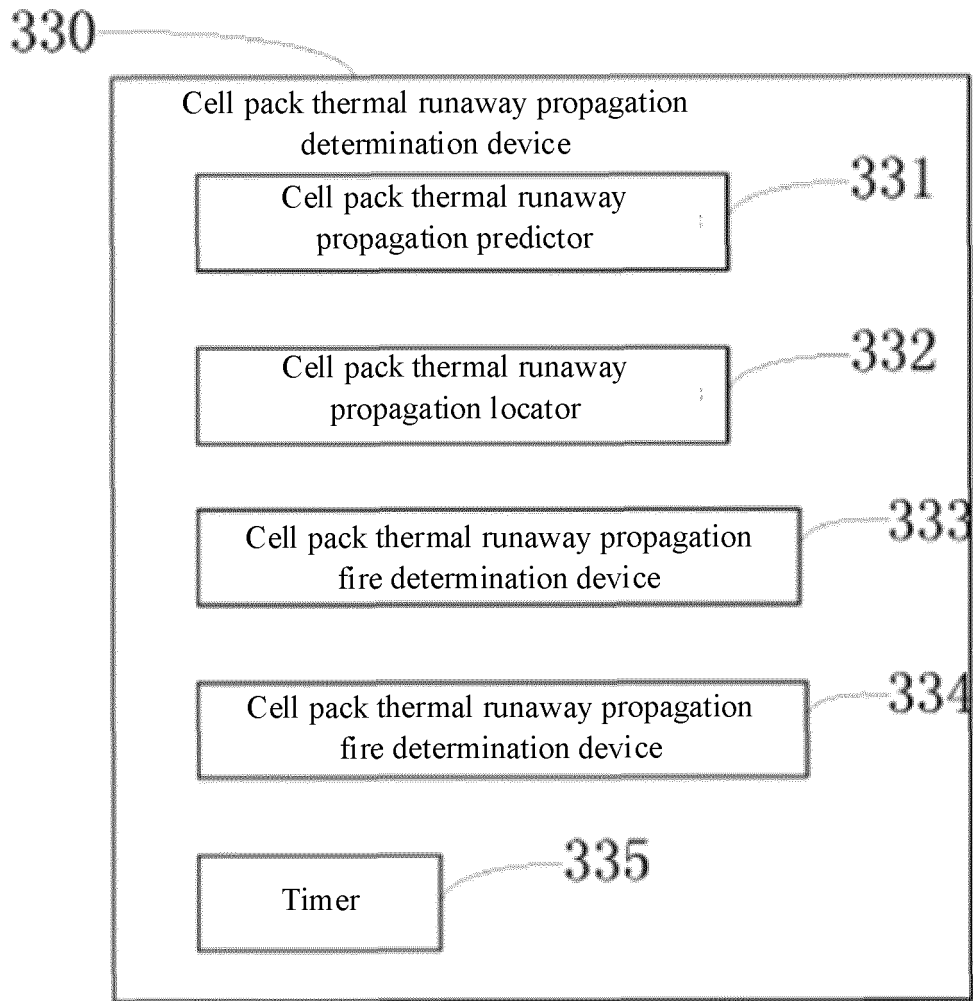 330
Cell pack thermal runaway propagation
determination device
Cell pack thermal runaway
propagation predictor
331
Cell pack thermal runaway
propagation locator
332
Cell pack thermal runaway propagation
fire determination device
333
Cell pack thermal runaway propagation
fire determination device
334
Timer
335